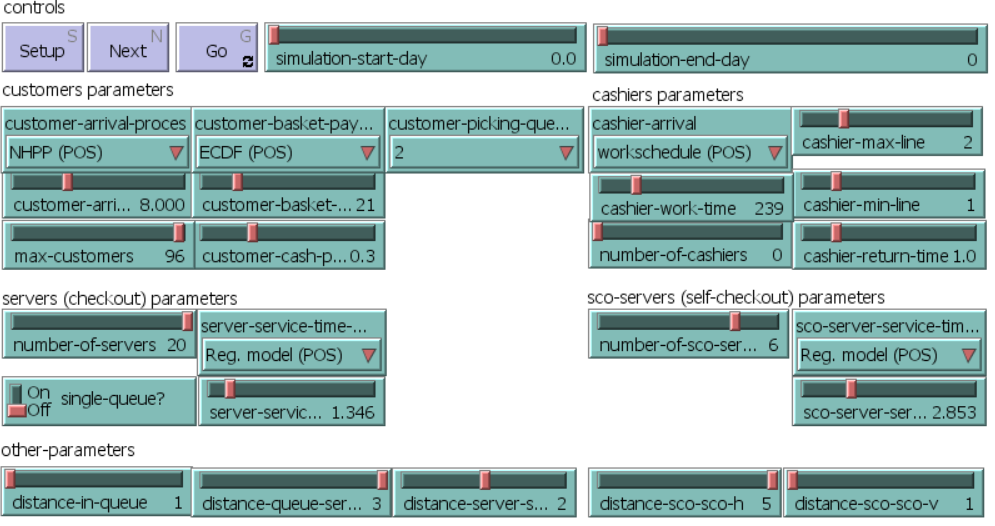 controls
S
Setup
N
Next
G
Go
simulation-start-day 0.0
simulation-end-day 0
customers parameters
cashiers parameters
customer-arrival-proces
NHPP (POS)
customer-basket-pay...
ECDF (POS)
customer-picking-que...
2
cashier-arrival
workschedule (POS)
cashier-max-line 2
customer-arri... 8.000
customer-basket-... 21
cashier-work-time 239
cashier-min-line 1
max-customers 96
customer-cash-p... 0.3
number-of-cashiers 0
cashier-return-time 1.0
servers (checkout) parameters
sco-servers (self-checkout) parameters
number-of-servers 20
server-service-time-...
Reg. model (POS)
number-of-sco-ser... 6
sco-server-service-tim...
Reg. model (POS)
On
Off
single-queue?
server-servic... 1.346
sco-server-ser... 2.853
other-parameters
distance-in-queue 1
distance-queue-ser... 3
distance-server-s... 2
distance-sco-sco-h 5
distance-sco-sco-v 1